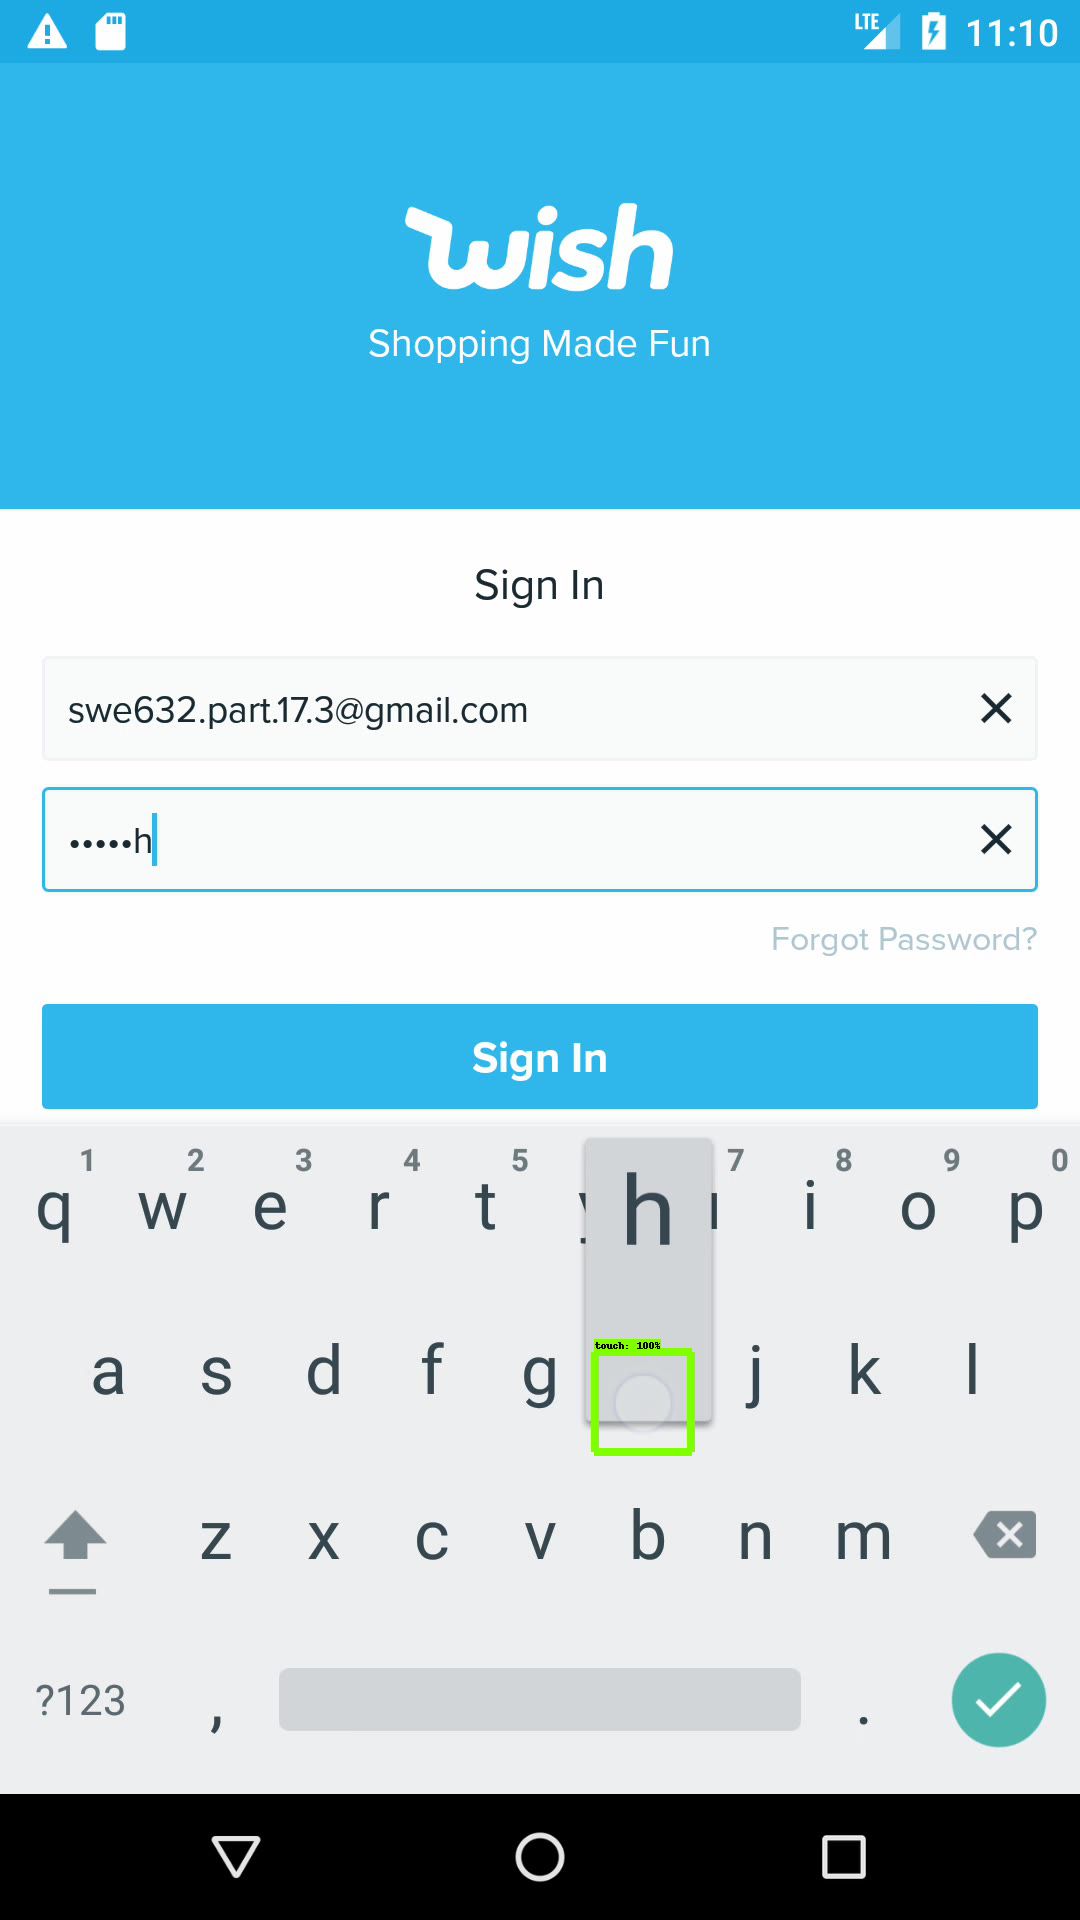 LTE 11:10
wish
Shopping Made Fun
Sign In
swe632.part.17.3@gmail.com
•••••h
Forgot Password?
Sign In
1 2 3 4 5 7 8 9 0
q w e r t h i o p
touch: 100%
a s d f g j k l
z x c v b n m
?123 , .